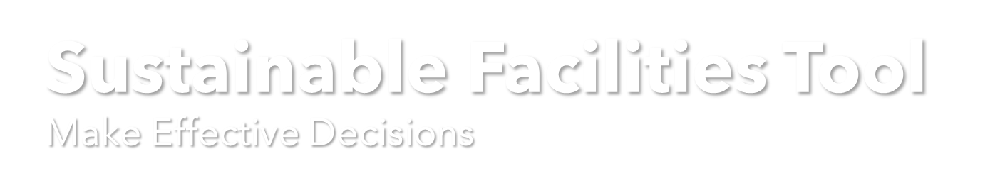 Sustainable Facilities Tool
Make Effective Decisions